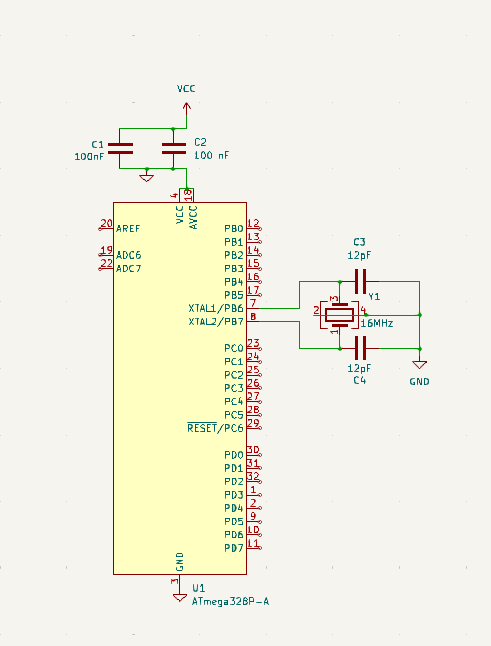 VCC
C1
100nF
C2
100 nF
4
18
VCC
AVCC
20
AREF
19
ADC6
22
ADC7
PB0
12
PB1
13
PB2
14
PB3
15
PB4
16
PB5
17
XTAL1/PB6
7
XTAL2/PB7
8
C3
12pF
Y1
3
2
4
16MHz
1
12pF
C4
GND
PC0
23
PC1
24
PC2
25
PC3
26
PC4
27
PC5
28
RESET/PC6
29
PD0
30
PD1
31
PD2
32
PD3
1
PD4
2
PD5
9
PD6
10
PD7
11
GND
3
U1
ATmega328P-A